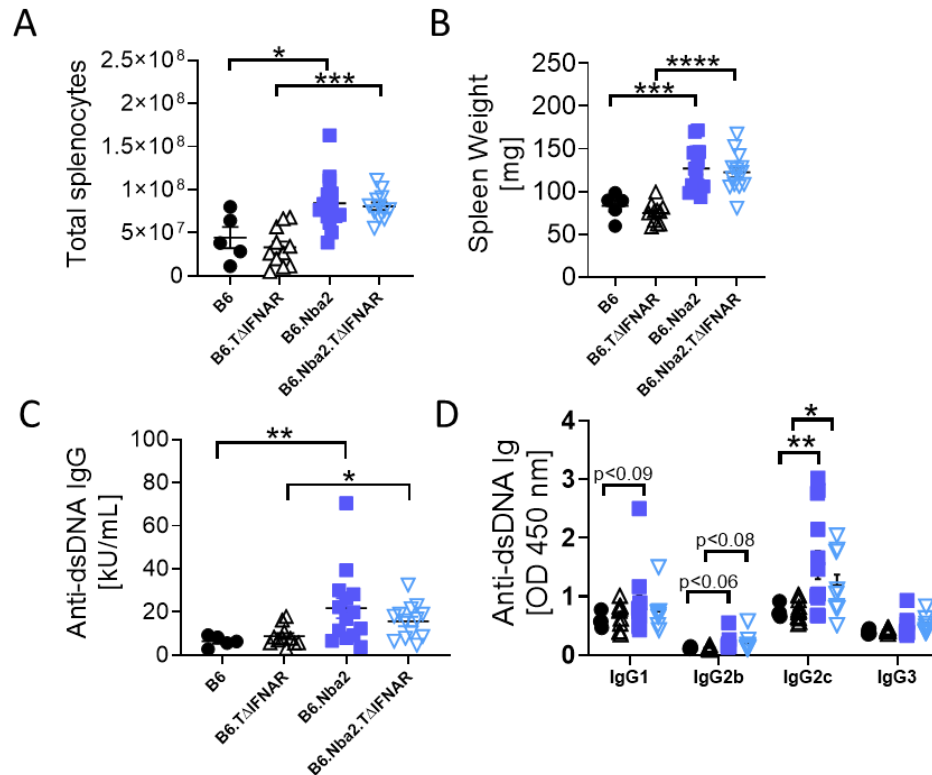 A
Total splenocytes
2.5×10⁸
2×10⁸
1.5×10⁸
1×10⁸
5×10⁷
0
*
***
B6
B6.TΔIFNAR
B6.Nba2
B6.Nba2.TΔIFNAR
B
Spleen Weight
[mg]
250
200
150
100
50
0
***
****
B6
B6.TΔIFNAR
B6.Nba2
B6.Nba2.TΔIFNAR
C
Anti-dsDNA IgG
[kU/mL]
100
80
60
40
20
0
**
*
B6
B6.TΔIFNAR
B6.Nba2
B6.Nba2.TΔIFNAR
D
Anti-dsDNA Ig
[OD 450 nm]
4
3
2
1
0
p<0.09
p<0.06
p<0.08
**
*
IgG1
IgG2b
IgG2c
IgG3